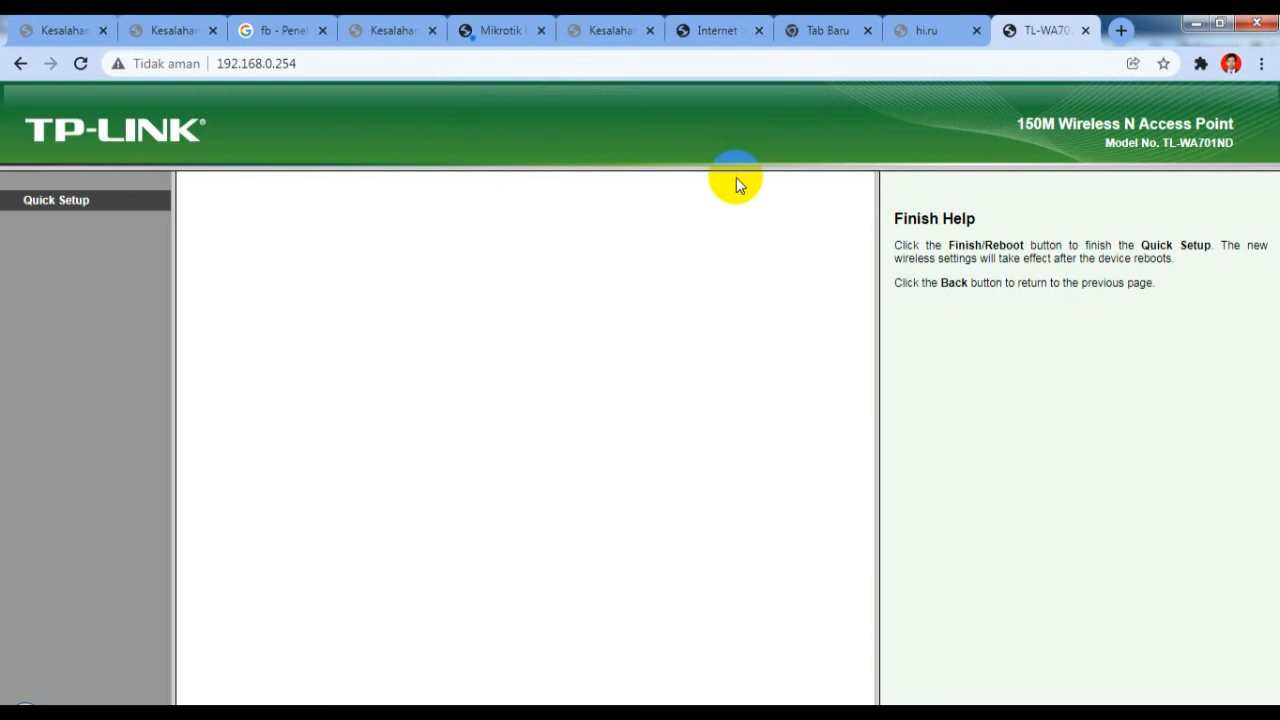 Kesalahan
Kesalahan
fb - Penel
Kesalahan
Mikrotik
Kesalahan
Internet
Tab Baru
hi.ru
TL-WA70
Tidak aman
192.168.0.254
TP-LINK®
150M Wireless N Access Point
Model No. TL-WA701ND
Quick Setup
Finish Help
Click the Finish/Reboot button to finish the Quick Setup. The new
wireless settings will take effect after the device reboots.
Click the Back button to return to the previous page.